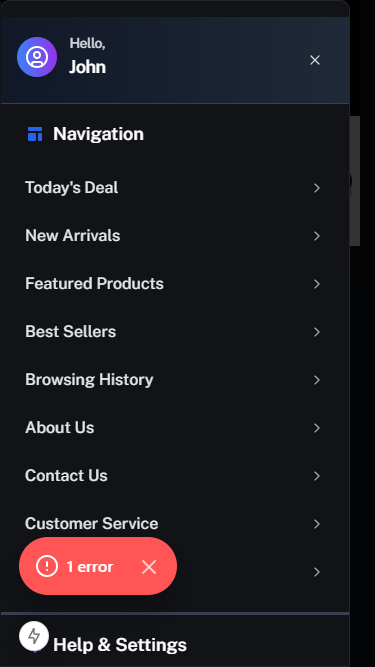 Hello,
John
Navigation
Today's Deal
New Arrivals
Featured Products
Best Sellers
Browsing History
About Us
Contact Us
Customer Service
1 error
Help & Settings